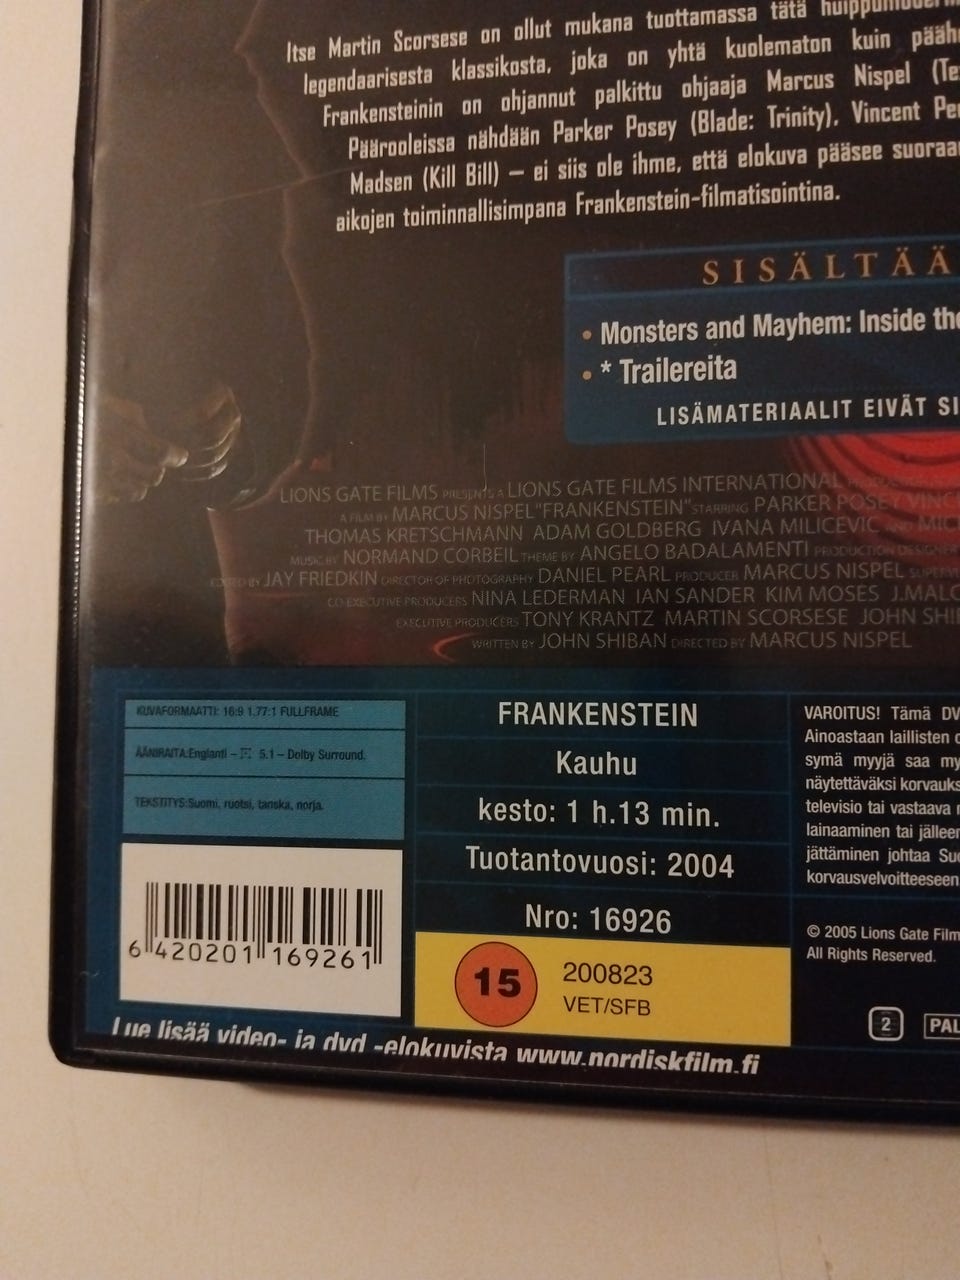 Itse Martin Scorsese on ollut mukana tuottamassa tätä
legendaarisesta klassikosta, joka on yhtä kuolematon kuin
Frankensteinin on ohjannut palkittu ohjaaja Marcus Nispel
Päärooleissa nähdään Parker Posey (Blade: Trinity), Vincent
Madsen (Kill Bill) – ei siis ole ihme, että elokuva pääsee
aikojen toiminnallisimpana Frankenstein-filmatisointina.
SISÄLTÄÄ
• Monsters and Mayhem: Inside the
• * Trailereita
LISÄMATERIAALIT EIVÄT
LIONS GATE FILMS PRESENTS A LIONS GATE FILMS INTERNATIONAL
A FILM BY MARCUS NISPEL "FRANKENSTEIN" STARRING PARKER POSEY
THOMAS KRETSCHMANN ADAM GOLDBERG IVANA MILICEVIC AND
MUSIC BY NORMAND CORBEIL THEME BY ANGELO BADALAMENTI PRODUCTION DESIGNER
EDITED BY JAY FRIEDKIN DIRECTOR OF PHOTOGRAPHY DANIEL PEARL PRODUCER MARCUS NISPEL
CO-EXECUTIVE PRODUCERS NINA LEDERMAN IAN SANDER KIM MOSES
EXECUTIVE PRODUCERS TONY KRANTZ MARTIN SCORSESE JOHN
WRITTEN BY JOHN SHIBAN DIRECTED BY MARCUS NISPEL
KUVAFORMAATTI: 16:9 1.77:1 FULLFRAME
ÄÄNIRAITA:Englanti – 5.1 – Dolby Surround.
TEKSTITYS:Suomi, ruotsi, tanska, norja.
6 420201 169261
FRANKENSTEIN
Kauhu
kesto: 1 h.13 min.
Tuotantovuosi: 2004
Nro: 16926
15 200823
VET/SFB
VAROITUS! Tämä
Ainoastaan laillisten
symä myyjä saa
näytettäväksi
televisio tai vastaava
lainaaminen tai
jättäminen johtaa
korvausvelvoitteeseen
© 2005 Lions Gate
All Rights Reserved.
2 PAL
Lue lisää video- ja dvd -elokuvista www.nordiskfilm.fi